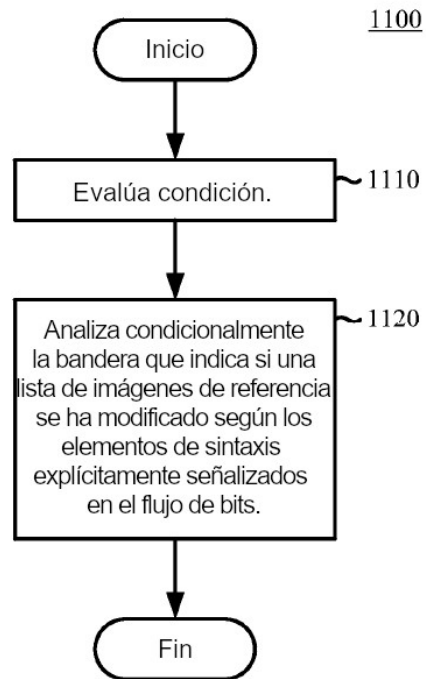 1100
Inicio
Evalúa condición.
1110
1120
Analiza condicionalmente
la bandera que indica si una
lista de imágenes de referencia
se ha modificado según los
elementos de sintaxis
explícitamente señalizados
en el flujo de bits.
Fin